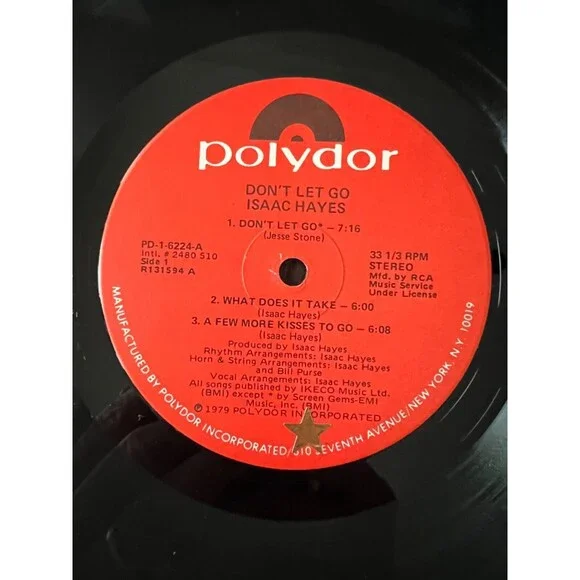 polydor
DON'T LET GO
ISAAC HAYES
1. DON'T LET GO* — 7:16
(Jesse Stone)
PD-1-6224-A
Intl. # 2480 510
Side 1
R131594 A
33 1/3 RPM
STEREO
Mfd. by RCA
Music Service
Under License
2. WHAT DOES IT TAKE — 6:00
(Isaac Hayes)
3. A FEW MORE KISSES TO GO — 6:08
(Isaac Hayes)
Produced by Isaac Hayes
Rhythm Arrangements: Isaac Hayes
Horn & String Arrangements: Isaac Hayes
and Bill Purse
Vocal Arrangements: Isaac Hayes
All songs published by IKECO Music Ltd.
(BMI) except * by Screen Gems-EMI
Music, Inc. (BMI)
℗ 1979 POLYDOR INCORPORATED
MANUFACTURED BY POLYDOR INCORPORATED/810 SEVENTH AVENUE/NEW YORK, N.Y. 10019